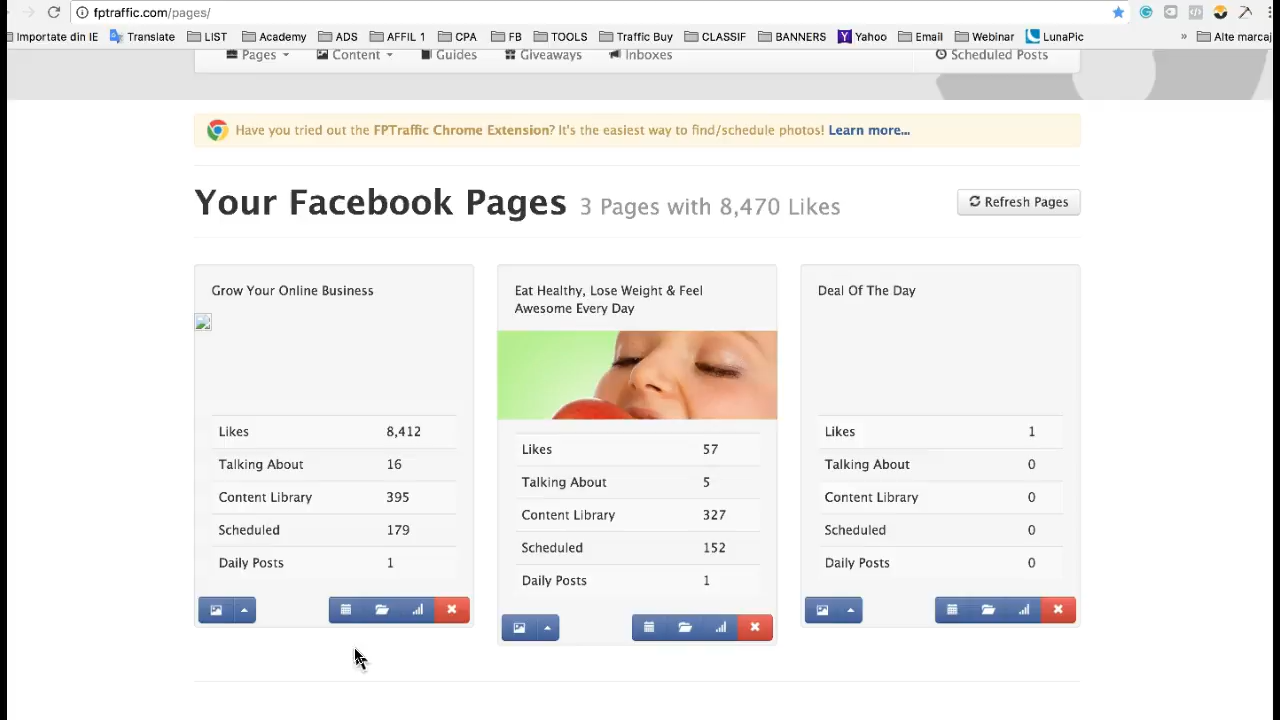 fptraffic.com/pages/
Importate din IE Translate LIST Academy ADS AFFIL 1 CPA FB TOOLS Traffic Buy CLASSIF BANNERS Yahoo Email Webinar LunaPic » Alte marcaj
Pages Content Guides Giveaways Inboxes Scheduled Posts
Have you tried out the FPTraffic Chrome Extension? It's the easiest way to find/schedule photos! Learn more...
Your Facebook Pages 3 Pages with 8,470 Likes Refresh Pages
Grow Your Online Business
Likes 8,412
Talking About 16
Content Library 395
Scheduled 179
Daily Posts 1
Eat Healthy, Lose Weight & Feel
Awesome Every Day
Likes 57
Talking About 5
Content Library 327
Scheduled 152
Daily Posts 1
Deal Of The Day
Likes 1
Talking About 0
Content Library 0
Scheduled 0
Daily Posts 0